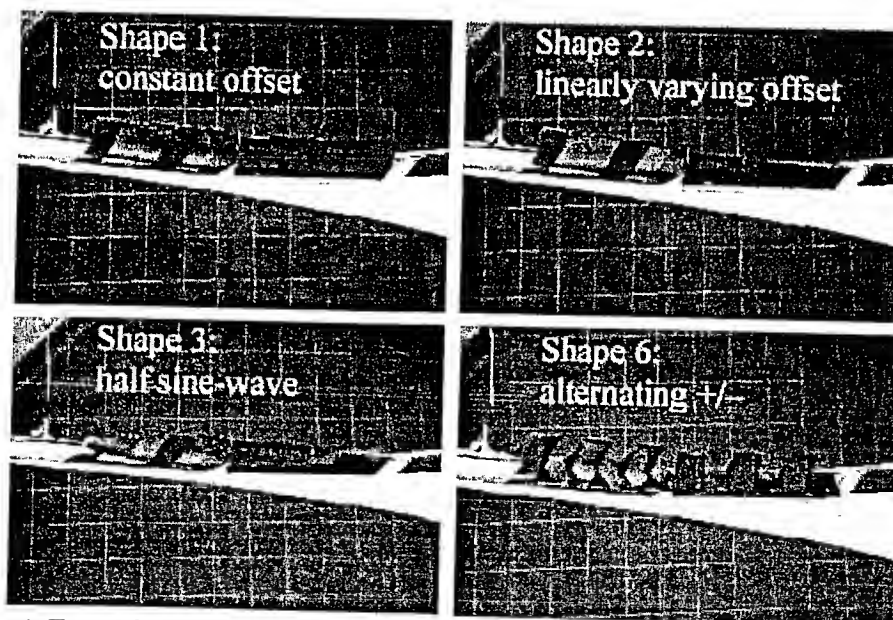 Shape 1:
constant offset
Shape 2:
linearly varying offset
Shape 3:
half-sine-wave
Shape 6:
alternating +/–